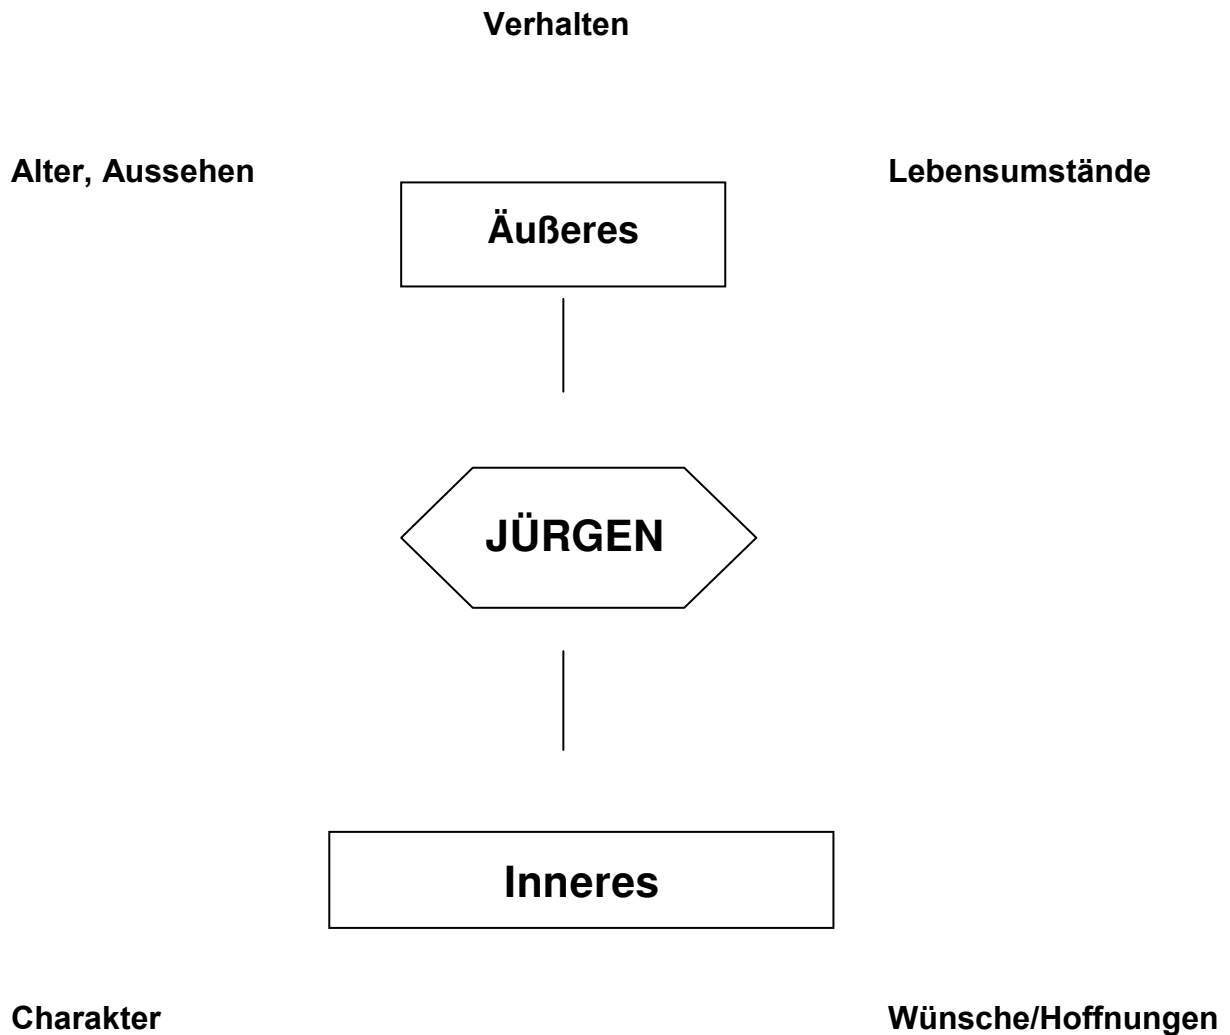 Verhalten
Alter, Aussehen
Lebensumstände
Äußeres
JÜRGEN
Inneres
Charakter
Wünsche/Hoffnungen